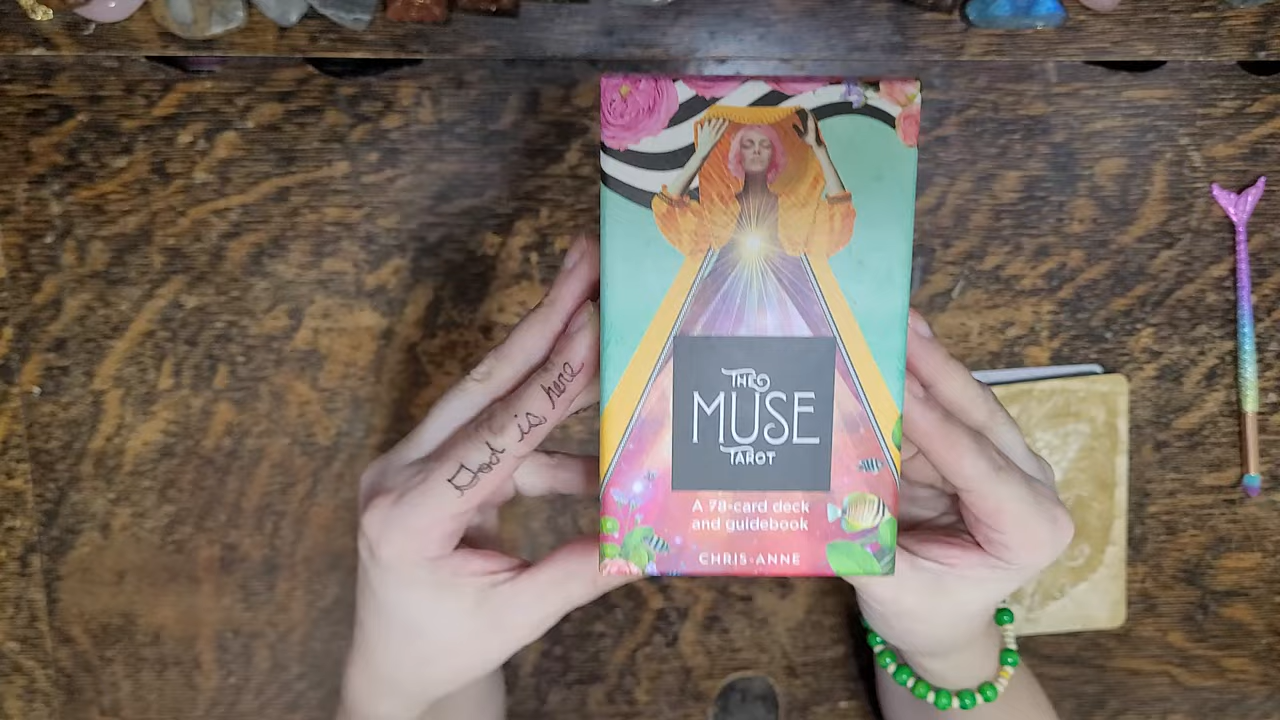 God is here
THE
MUSE
TAROT
A 78-card deck
and guidebook
CHRIS-ANNE